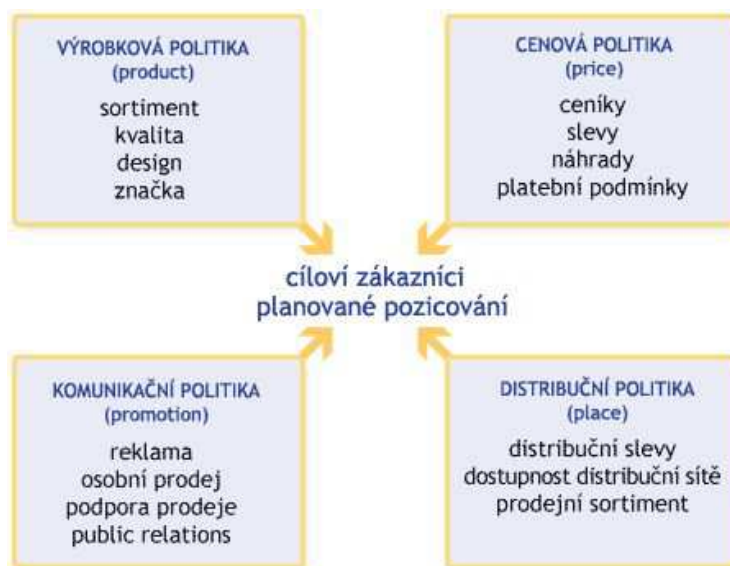 VÝROBKOVÁ POLITIKA
(product)
sortiment
kvalita
design
značka
CENOVÁ POLITIKA
(price)
ceníky
slevy
náhrady
platební podmínky
cíloví zákazníci
planované pozicování
KOMUNIKAČNÍ POLITIKA
(promotion)
reklama
osobní prodej
podpora prodeje
public relations
DISTRIBUČNÍ POLITIKA
(place)
distribuční slevy
dostupnost distribuční sítě
prodejní sortiment